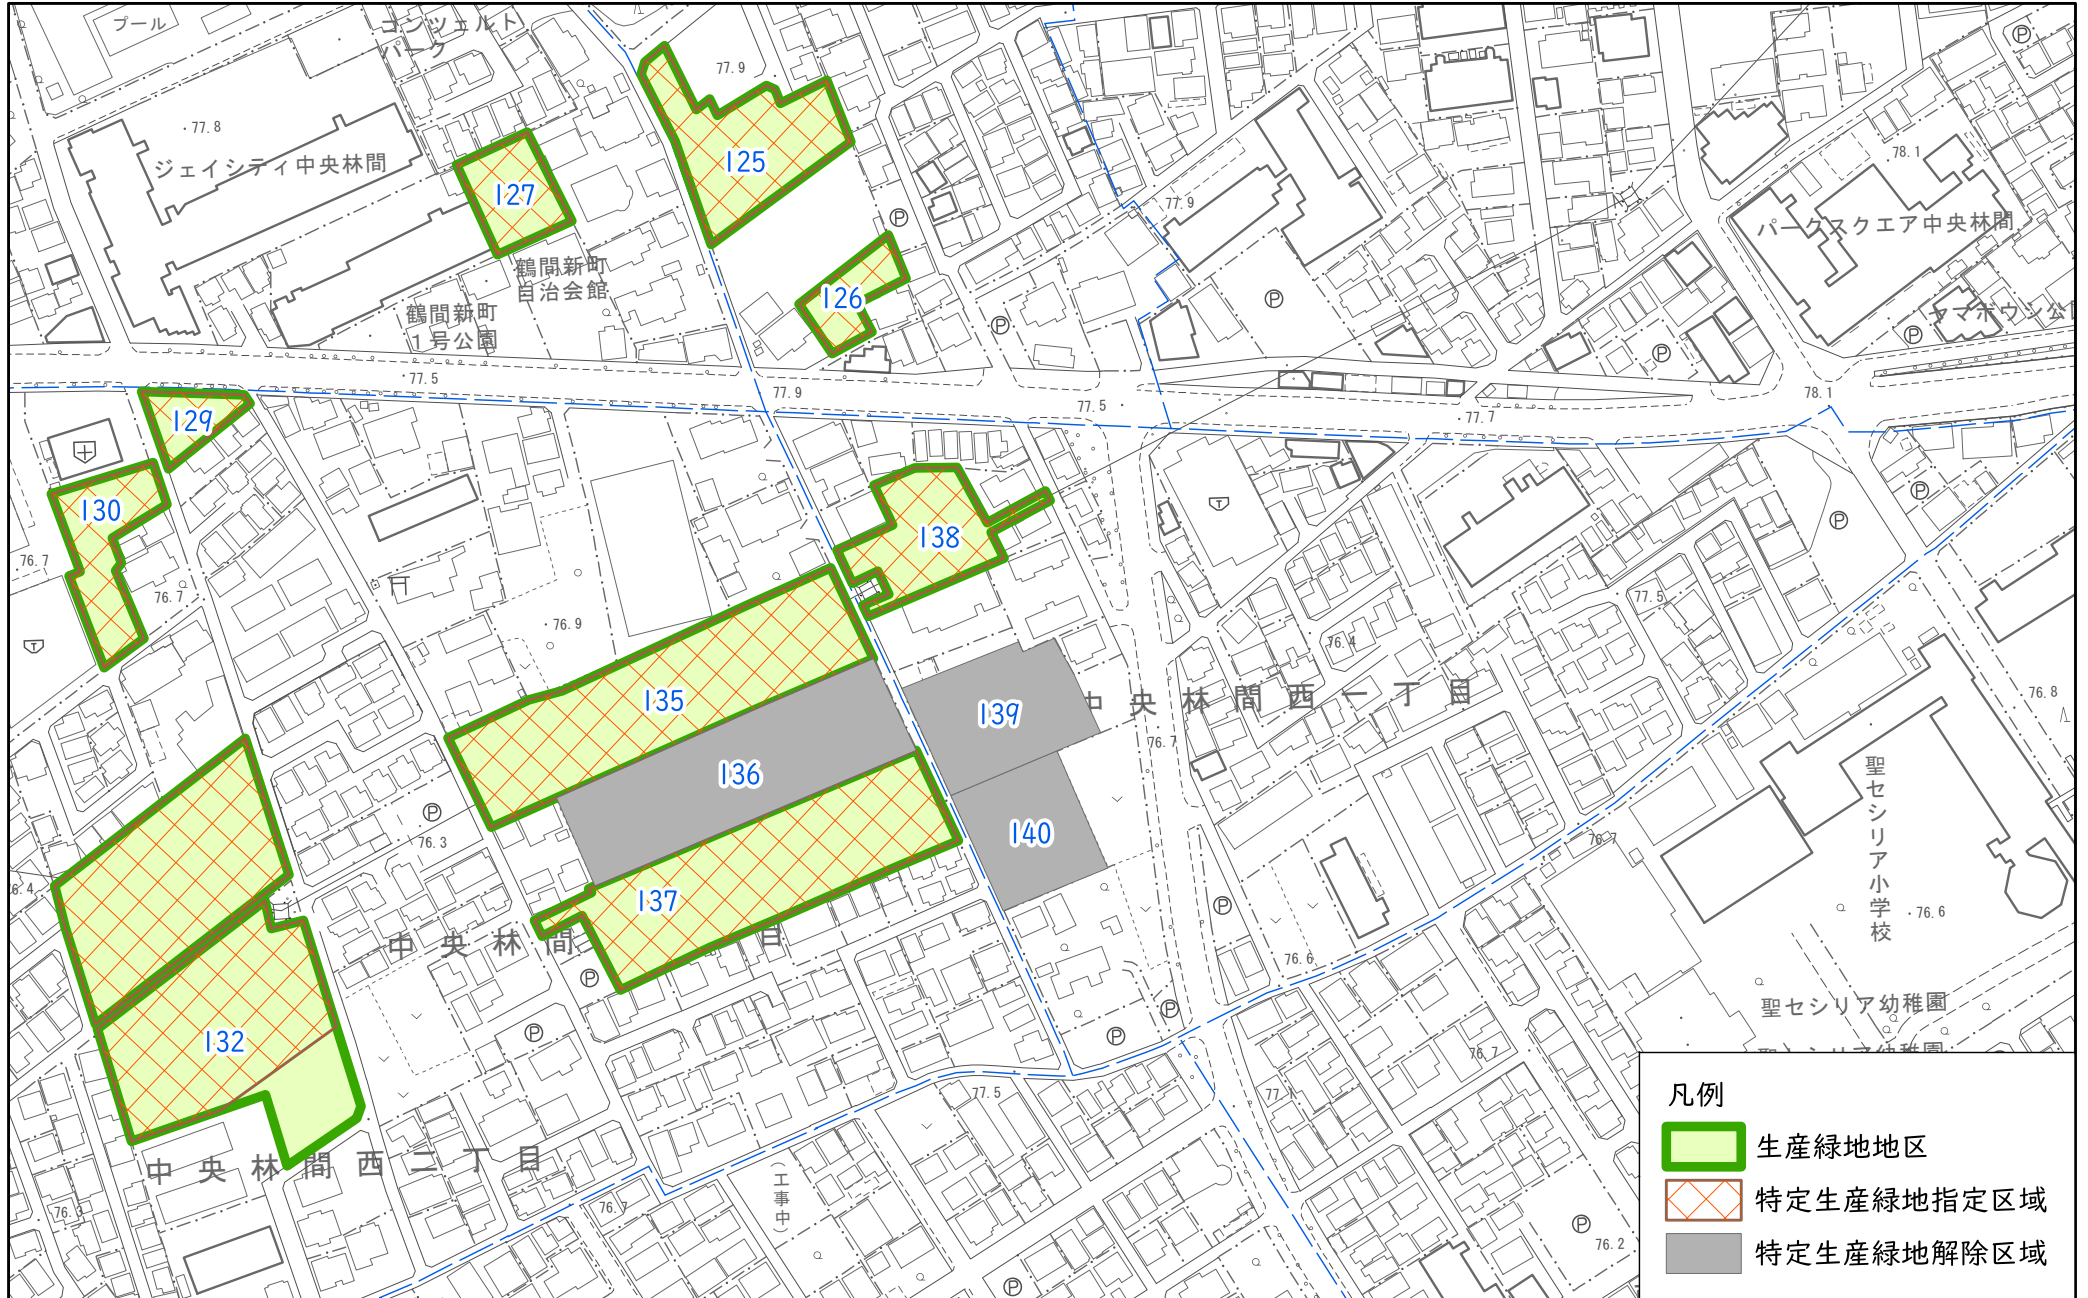 プール
コンツェルト
パーク
77.9
77.8
ジェイシティ中央林間
125
127
78.1
77.9
パークスクエア中央林間
鶴間新町
自治会館
126
鶴間新町
1号公園
77.5
77.9
77.5
77.7
78.1
129
130
138
76.7
76.7
76.9
77.5
76.4
135
139
中央林間西一丁目
76.8
76.7
136
聖セシリア小学校
76.3
140
76.7
6.4
137
76.6
中央林間
目
76.6
聖セシリア幼稚園
132
76.7
77.5
77.1
中央林間西二丁目
(工事中)
76.3
76.7
76.2
凡例
生産緑地地区
特定生産緑地指定区域
特定生産緑地解除区域